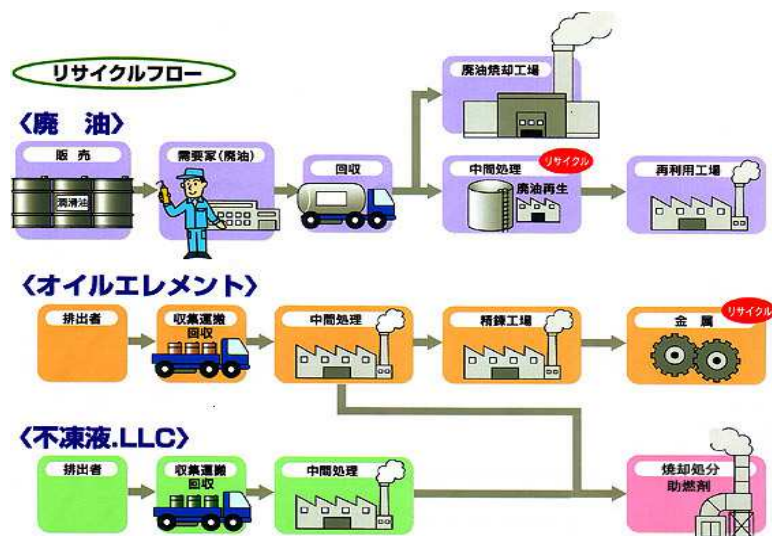 リサイクルフロー
〈廃 油〉
販 売
潤滑油
需要家(廃油)
回収
廃油焼却工場
中間処理
リサイクル
廃油再生
再利用工場
〈オイルエレメント〉
排出者
収集運搬
回収
中間処理
精錬工場
金 属
リサイクル
〈不凍液.LLC〉
排出者
収集運搬
回収
中間処理
焼却処分
助燃剤